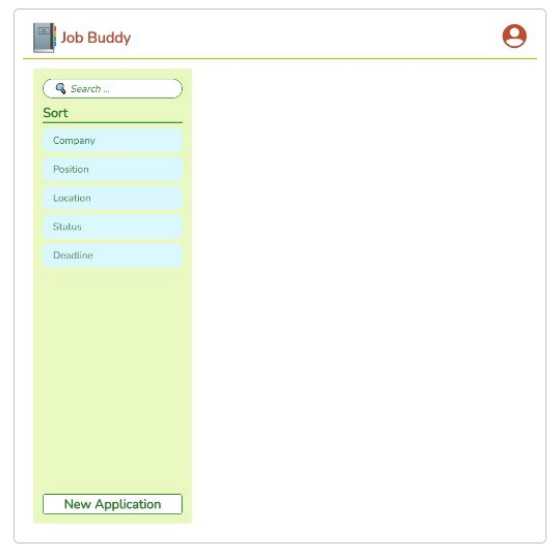 Job Buddy
Search ...
Sort
Company
Position
Location
Status
Deadline
New Application